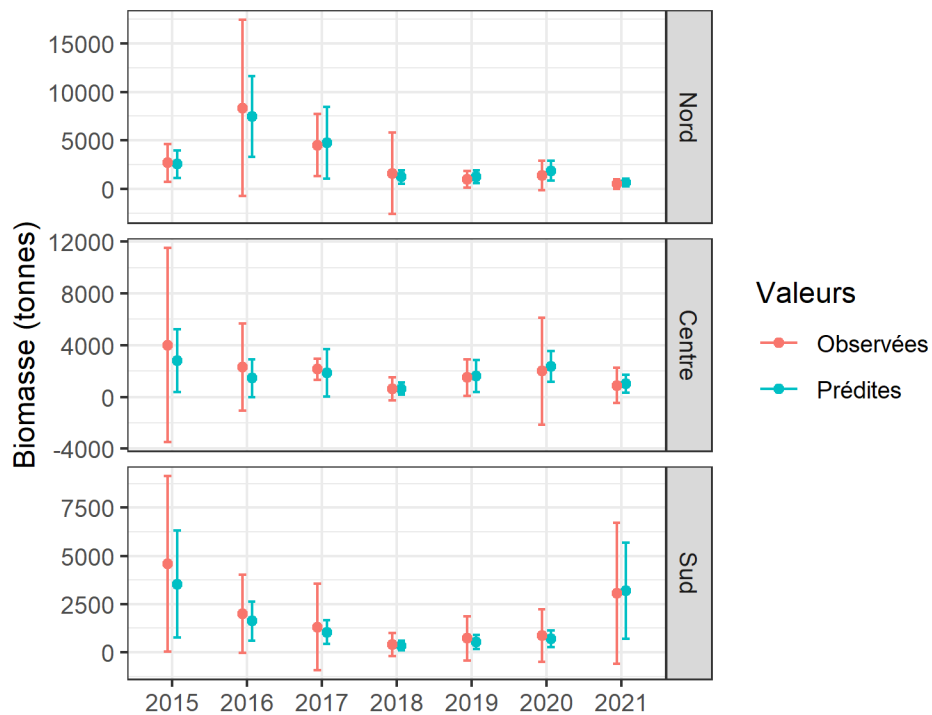 Biomasse (tonnes)
15000
10000
5000
0
Nord
12000
8000
4000
0
-4000
Centre
7500
5000
2500
0
Sud
2015 2016 2017 2018 2019 2020 2021
Valeurs
Observées
Prédites